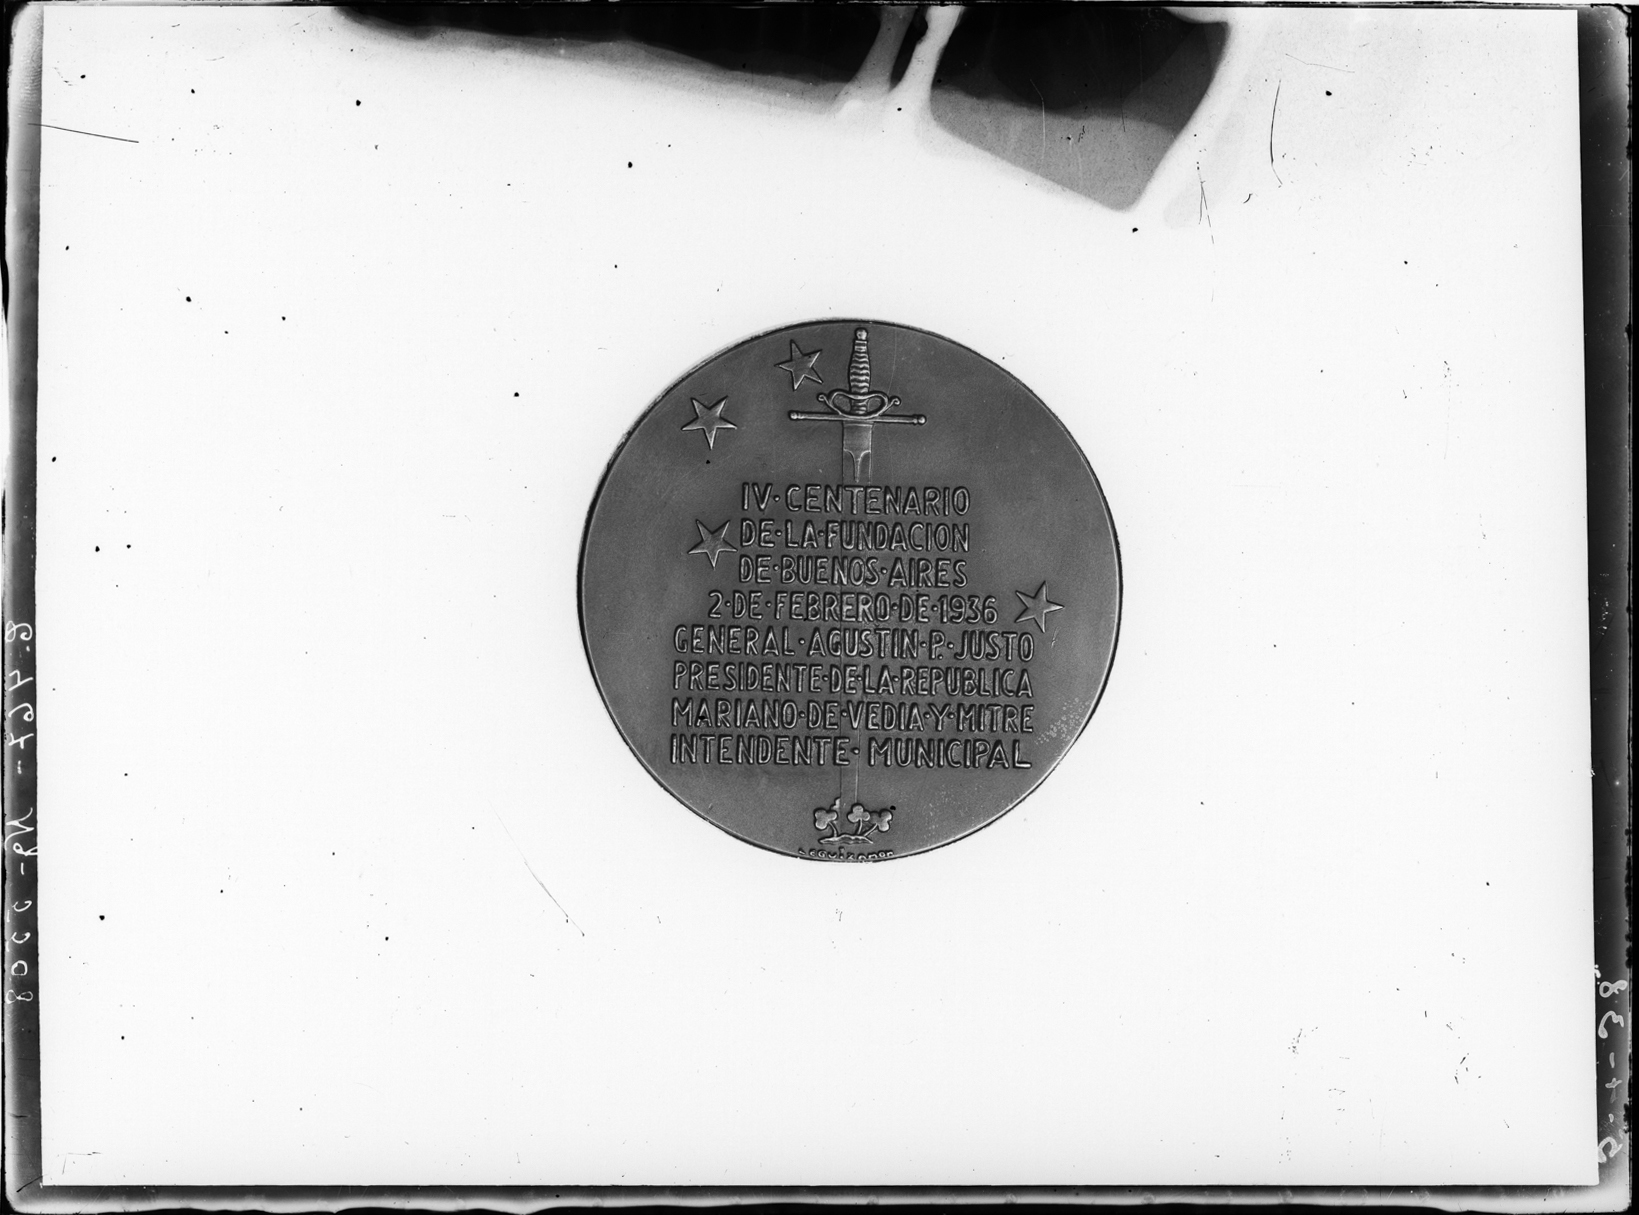 IV·CENTENARIO
DE·LA·FUNDACION
DE·BUENOS·AIRES
2·DE·FEBRERO·DE·1936
GENERAL·AGUSTIN·P·JUSTO
PRESIDENTE·DE·LA·REPUBLICA
MARIANO·DE·VEDIA·Y·MITRE
INTENDENTE·MUNICIPAL